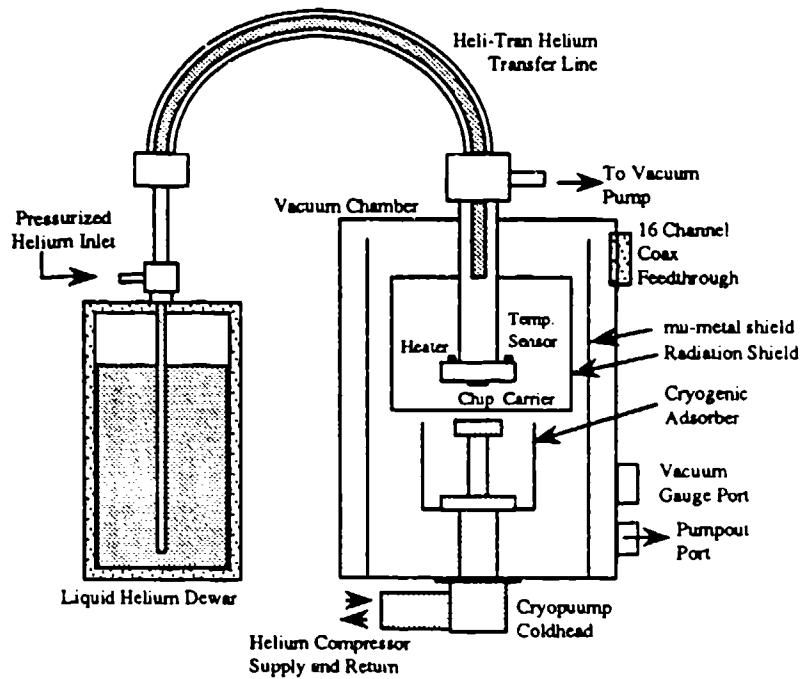 Heli-Tran Helium
Transfer Line
To Vacuum
Pump
Vacuum Chamber
Pressurized
Helium Inlet
16 Channel
Coax
Feedthrough
Temp.
Sensor
Heater
mu-metal shield
Radiation Shield
Chip Carrier
Cryogenic
Adsorber
Vacuum
Gauge Port
Pumpout
Port
Liquid Helium Dewar
Cryopuump
Coldhead
Helium Compressor
Supply and Return